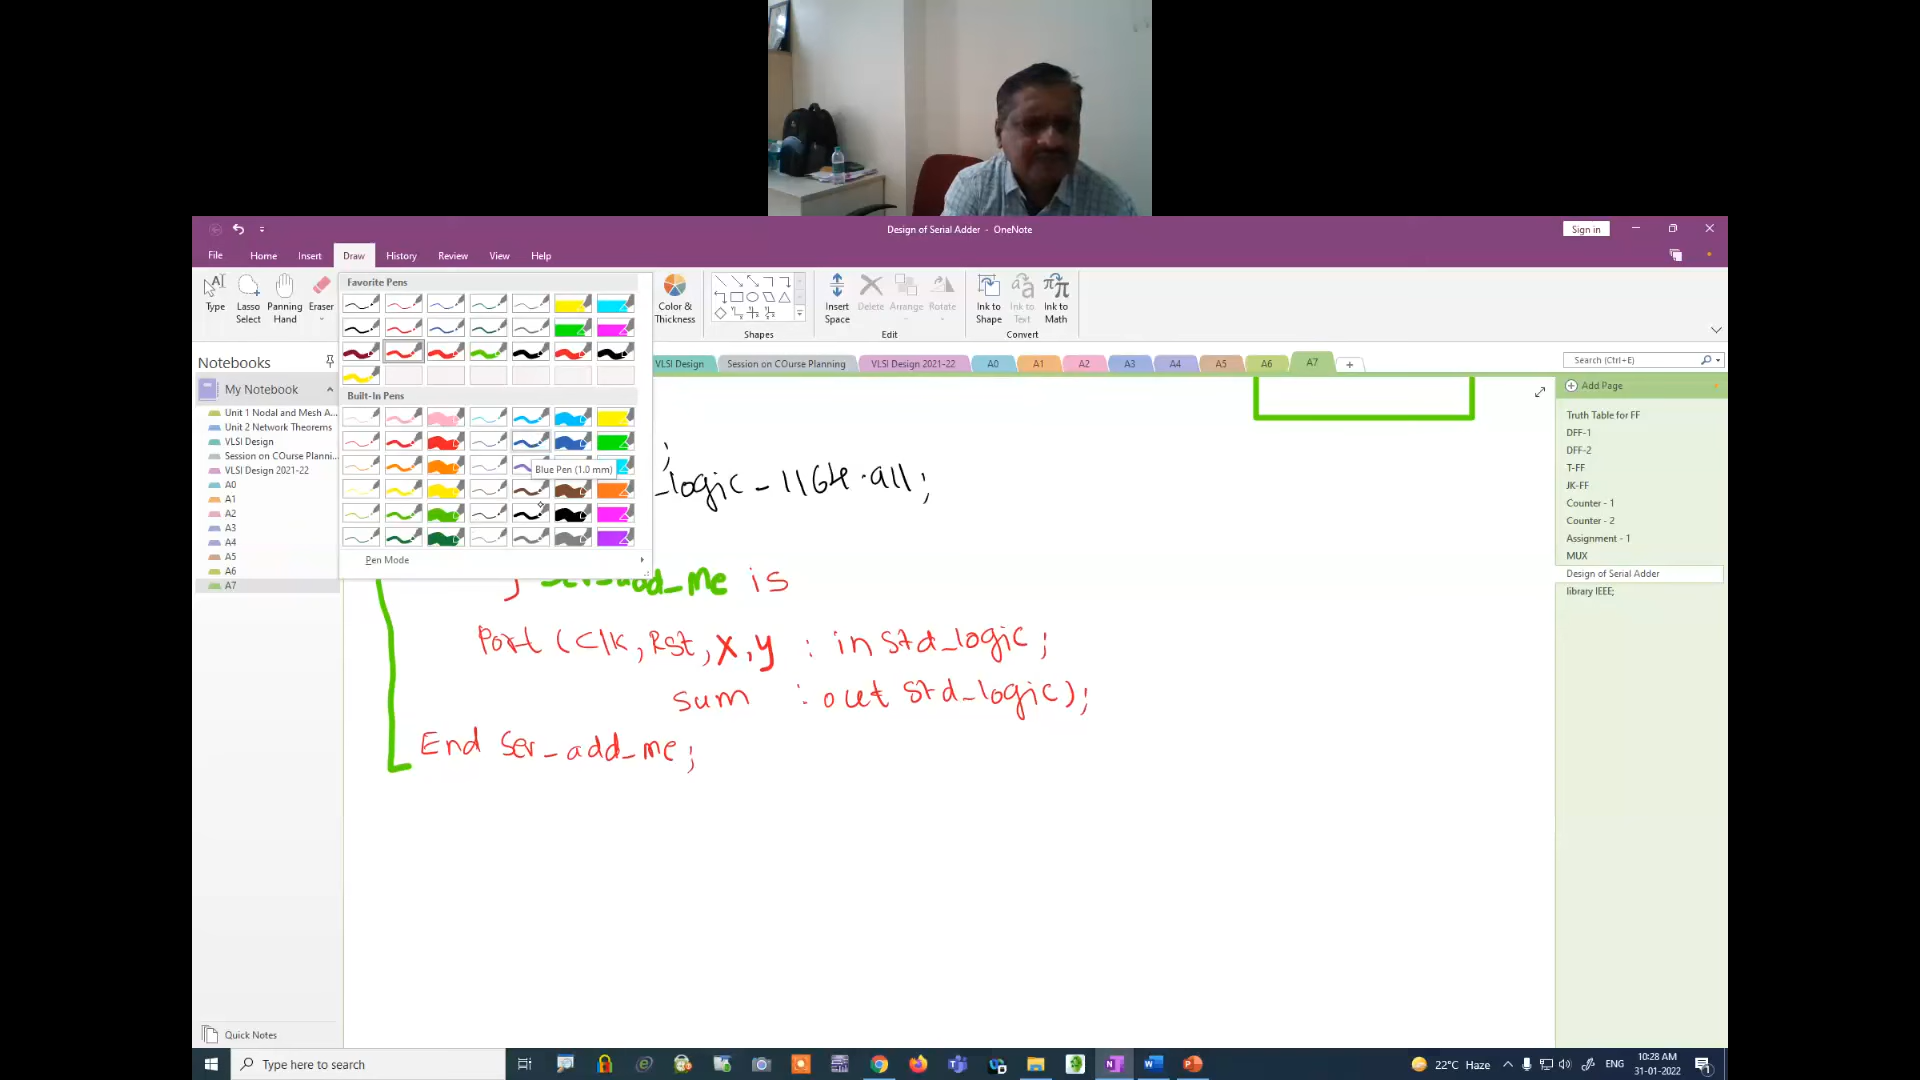 Design of Serial Adder - OneNote
Sign in
File Home Insert Draw History Review View Help
Type
Lasso Select
Panning Hand
Eraser
Favorite Pens
Built-In Pens
Blue Pen (1.0 mm)
Pen Mode
Color & Thickness
Shapes
Insert Space
Delete
Arrange
Rotate
Edit
Ink to Shape
Ink to Text
Ink to Math
Convert
Notebooks
My Notebook
Unit 1 Nodal and Mesh A...
Unit 2 Network Theorems
VLSI Design
Session on COurse Planni...
VLSI Design 2021-22
A0
A1
A2
A3
A4
A5
A6
A7
Quick Notes
VLSI Design Session on COurse Planning VLSI Design 2021-22 A0 A1 A2 A3 A4 A5 A6 A7
Search (Ctrl+E)
;
_logic_1164.all;
Ser_add_me is
Port (Clk, Rst, X, y : in Std_logic;
sum : out Std_logic);
End Ser_add_me;
Add Page
Truth Table for FF
DFF-1
DFF-2
T-FF
JK-FF
Counter - 1
Counter - 2
Assignment - 1
MUX
Design of Serial Adder
library IEEE;
Type here to search
22°C Haze
ENG
10:28 AM
31-01-2022